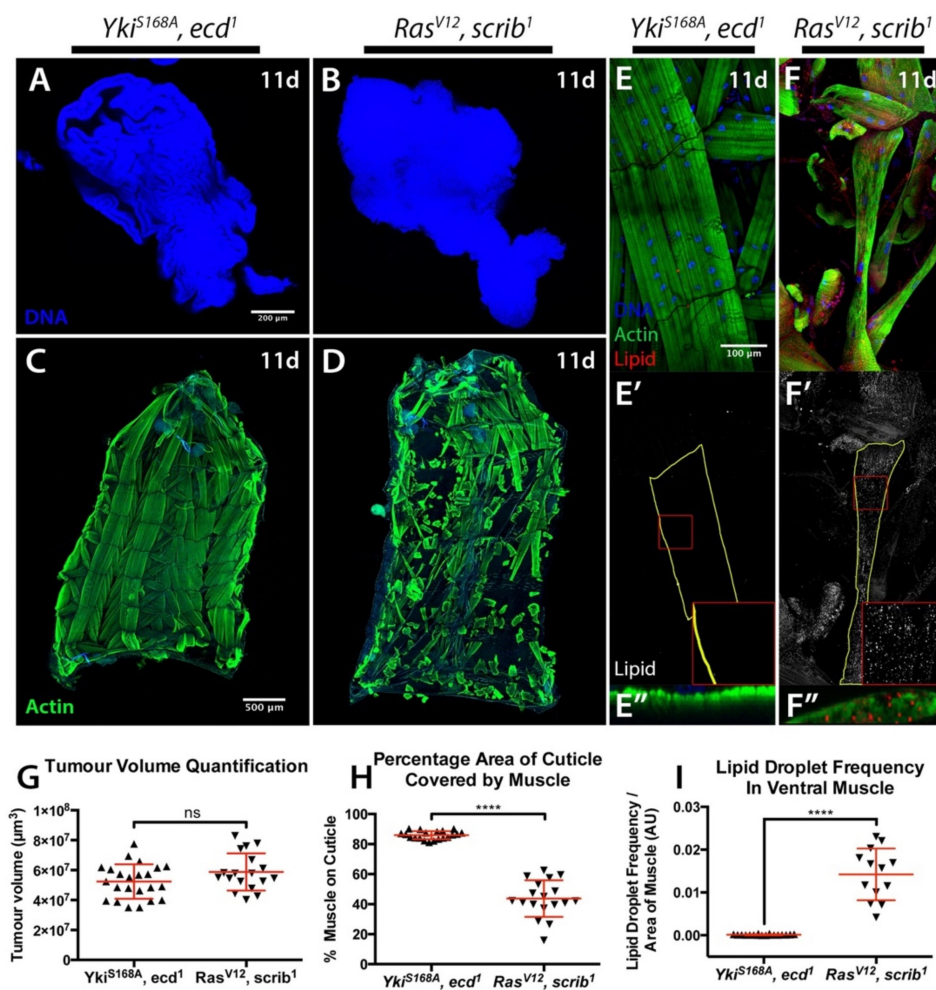 Yki^S168A, ecd^1
Ras^V12, scrib^1
Yki^S168A, ecd^1
Ras^V12, scrib^1
A
11d
DNA
200 µm
B
11d
C
11d
Actin
500 µm
D
11d
E
11d
DNA
Actin
Lipid
100 µm
F
11d
E'
Lipid
F'
E"
F"
G
Tumour Volume Quantification
Tumour volume (µm³)
1×10⁸
8×10⁷
6×10⁷
4×10⁷
2×10⁷
0
ns
Yki^S168A, ecd^1
Ras^V12, scrib^1
H
Percentage Area of Cuticle
Covered by Muscle
% Muscle on Cuticle
100
80
60
40
20
0
****
Yki^S168A, ecd^1
Ras^V12, scrib^1
I
Lipid Droplet Frequency
In Ventral Muscle
Lipid Droplet Frequency /
Area of Muscle (AU)
0.03
0.02
0.01
0.00
****
Yki^S168A, ecd^1
Ras^V12, scrib^1